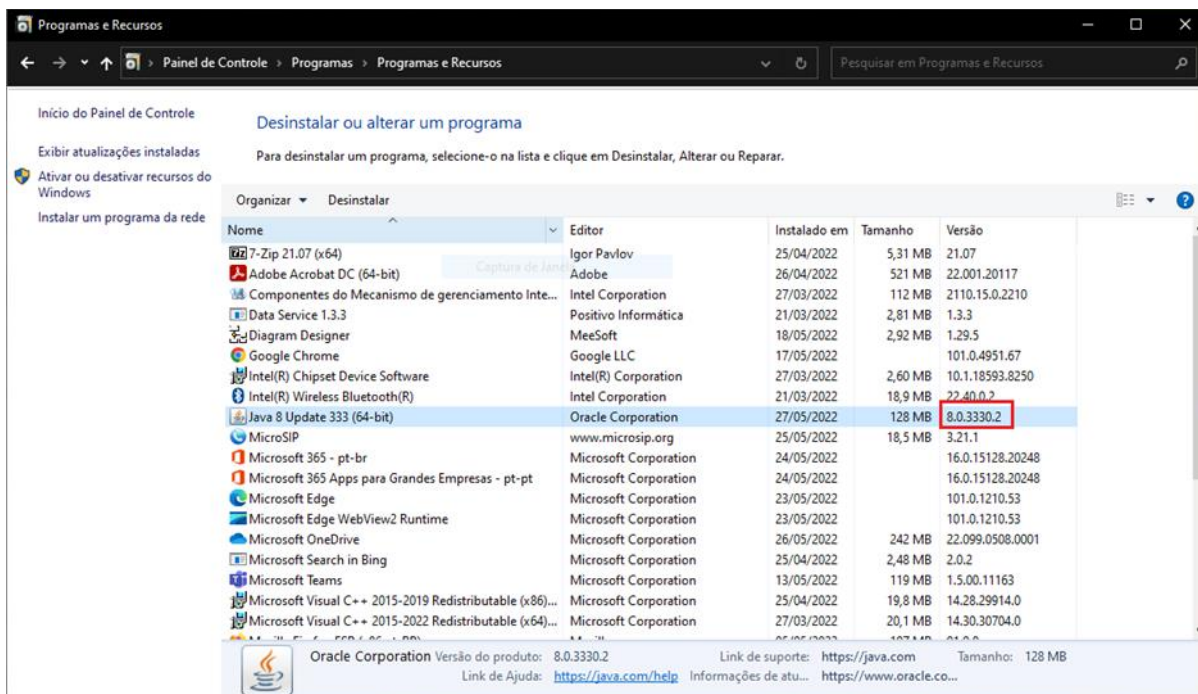 Programas e Recursos
Painel de Controle > Programas > Programas e Recursos Pesquisar em Programas e Recursos
Início do Painel de Controle
Exibir atualizações instaladas
Ativar ou desativar recursos do
Windows
Instalar um programa da rede
Desinstalar ou alterar um programa
Para desinstalar um programa, selecione-o na lista e clique em Desinstalar, Alterar ou Reparar.
Organizar Desinstalar
Nome Editor Instalado em Tamanho Versão
7-Zip 21.07 (x64) Igor Pavlov 25/04/2022 5,31 MB 21.07
Captura de
Adobe Acrobat DC (64-bit) Adobe 26/04/2022 521 MB 22.001.20117
Componentes do Mecanismo de gerenciamento Inte... Intel Corporation 27/03/2022 112 MB 2110.15.0.2210
Data Service 1.3.3 Positivo Informática 21/03/2022 2,81 MB 1.3.3
Diagram Designer MeeSoft 18/05/2022 2,92 MB 1.29.5
Google Chrome Google LLC 17/05/2022 101.0.4951.67
Intel(R) Chipset Device Software Intel(R) Corporation 27/03/2022 2,60 MB 10.1.18593.8250
Intel(R) Wireless Bluetooth(R) Intel Corporation 21/03/2022 18,9 MB 22.40.0.2
Java 8 Update 333 (64-bit) Oracle Corporation 27/05/2022 128 MB 8.0.3330.2
MicroSIP www.microsip.org 25/05/2022 18,5 MB 3.21.1
Microsoft 365 - pt-br Microsoft Corporation 24/05/2022 16.0.15128.20248
Microsoft 365 Apps para Grandes Empresas - pt-pt Microsoft Corporation 24/05/2022 16.0.15128.20248
Microsoft Edge Microsoft Corporation 23/05/2022 101.0.1210.53
Microsoft Edge WebView2 Runtime Microsoft Corporation 23/05/2022 101.0.1210.53
Microsoft OneDrive Microsoft Corporation 26/05/2022 242 MB 22.099.0508.0001
Microsoft Search in Bing Microsoft Corporation 25/04/2022 2,48 MB 2.0.2
Microsoft Teams Microsoft Corporation 13/05/2022 119 MB 1.5.00.11163
Microsoft Visual C++ 2015-2019 Redistributable (x86)... Microsoft Corporation 25/04/2022 19,8 MB 14.28.29914.0
Microsoft Visual C++ 2015-2022 Redistributable (x64)... Microsoft Corporation 27/03/2022 20,1 MB 14.30.30704.0
Oracle Corporation Versão do produto: 8.0.3330.2 Link de suporte: https://java.com Tamanho: 128 MB
Link de Ajuda: https://java.com/help Informações de atu... https://www.oracle.co...